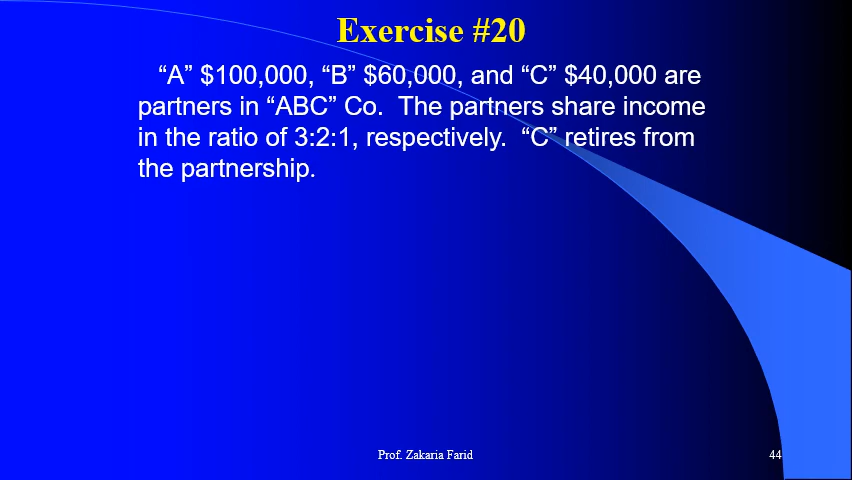 Exercise #20
“A” $100,000, “B” $60,000, and “C” $40,000 are
partners in “ABC” Co.  The partners share income
in the ratio of 3:2:1, respectively.  “C” retires from
the partnership.
Prof. Zakaria Farid
44